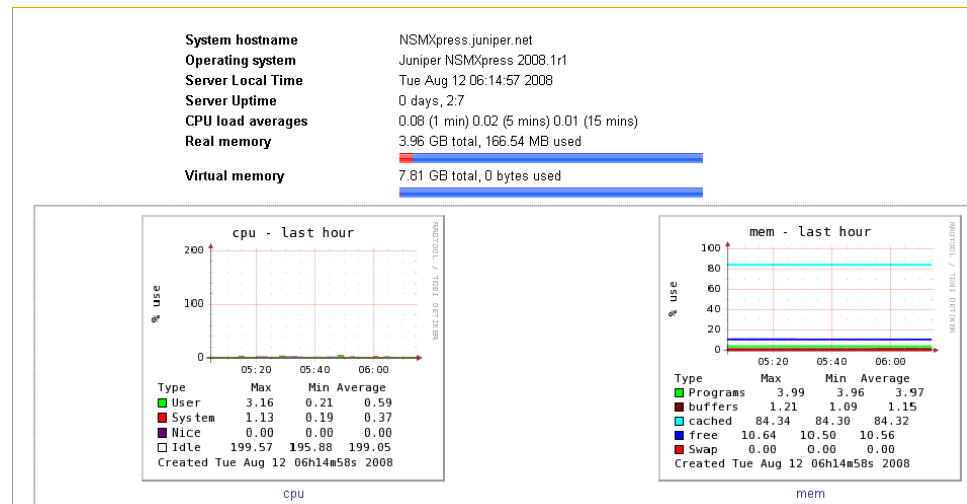 System hostname NSMXpress.juniper.net
Operating system Juniper NSMXpress 2008.1r1
Server Local Time Tue Aug 12 06:14:57 2008
Server Uptime 0 days, 2:7
CPU load averages 0.08 (1 min) 0.02 (5 mins) 0.01 (15 mins)
Real memory 3.96 GB total, 166.54 MB used
Virtual memory 7.81 GB total, 0 bytes used
cpu - last hour
RRDTOOL / TOBI OETIKER
% use
200
100
0
05:20 05:40 06:00
Type Max Min Average
User 3.16 0.21 0.59
System 1.13 0.19 0.37
Nice 0.00 0.00 0.00
Idle 199.57 195.88 199.05
Created Tue Aug 12 06h14m58s 2008
cpu
mem - last hour
RRDTOOL / TOBI OETIKER
% use
100
80
60
40
20
0
05:20 05:40 06:00
Type Max Min Average
Programs 3.99 3.96 3.97
buffers 1.21 1.09 1.15
cached 84.34 84.30 84.32
free 10.64 10.50 10.56
Swap 0.00 0.00 0.00
Created Tue Aug 12 06h14m58s 2008
mem